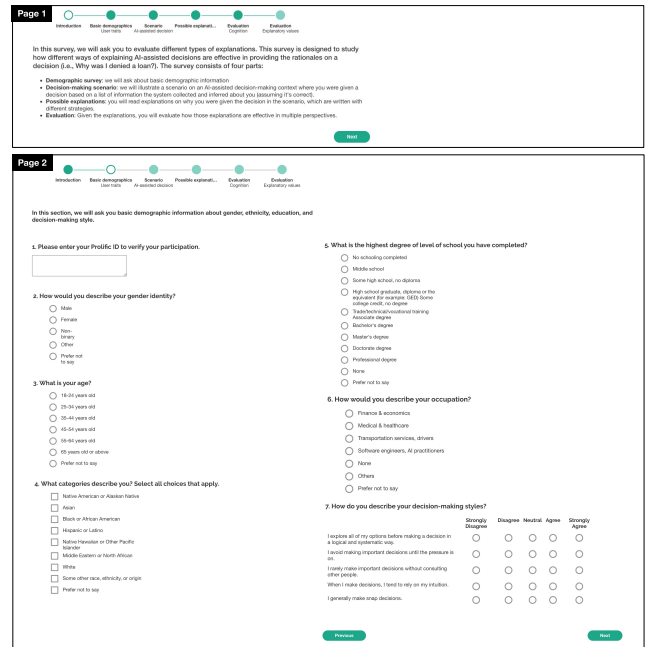 Page 1
Introduction
Basic demographics
User traits
Scenario
AI-assisted decision
Possible explanati...
Evaluation
Cognition
Evaluation
Explanatory values
In this survey, we will ask you to evaluate different types of explanations. This survey is designed to study
how different ways of explaining AI-assisted decisions are effective in providing the rationales on a
decision (i.e., Why was I denied a loan?). The survey consists of four parts:
• Demographic survey: we will ask about basic demographic information
• Decision-making scenario: we will illustrate a scenario on an AI-assisted decision-making context where you were given a
decision based on a list of information the system collected and inferred about you (assuming it's correct).
• Possible explanations: you will read explanations on why you were given the decision in the scenario, which are written with
different strategies.
• Evaluation: Given the explanations, you will evaluate how those explanations are effective in multiple perspectives.
Next
Page 2
Introduction
Basic demographics
User traits
Scenario
AI-assisted decision
Possible explanati...
Evaluation
Cognition
Evaluation
Explanatory values
In this section, we will ask you basic demographic information about gender, ethnicity, education, and
decision-making style.
1. Please enter your Prolific ID to verify your participation.
2. How would you describe your gender identity?
Male
Female
Non-
binary
Other
Prefer not
to say
3. What is your age?
18-24 years old
25-34 years old
35-44 years old
45-54 years old
55-64 years old
65 years old or above
Prefer not to say
4. What categories describe you? Select all choices that apply.
Native American or Alaskan Native
Asian
Black or African American
Hispanic or Latino
Native Hawaiian or Other Pacific
Islander
Middle Eastern or North African
White
Some other race, ethnicity, or origin
Prefer not to say
5. What is the highest degree of level of school you have completed?
No schooling completed
Middle school
Some high school, no diploma
High school graduate, diploma or the
equivalent (for example: GED) Some
college credit, no degree
Trade/technical/vocational training
Associate degree
Bachelor's degree
Master's degree
Doctorate degree
Professional degree
None
Prefer not to say
6. How would you describe your occupation?
Finance & economics
Medical & healthcare
Transportation services, drivers
Software engineers, AI practitioners
None
Others
Prefer not to say
7. How do you describe your decision-making styles?
Strongly
Disagree
Disagree Neutral Agree
Strongly
Agree
I explore all of my options before making a decision in
a logical and systematic way.
I avoid making important decisions until the pressure is
on.
I rarely make important decisions without consulting
other people.
When I make decisions, I tend to rely on my intuition.
I generally make snap decisions.
Previous
Next